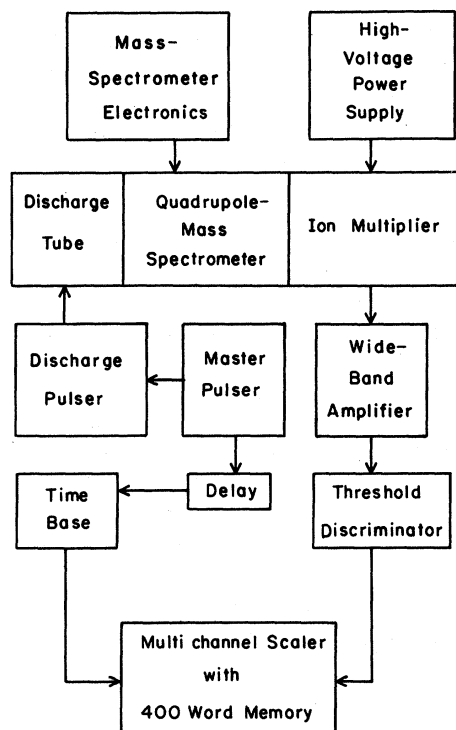 Mass-
Spectrometer
Electronics
High-
Voltage
Power
Supply
Discharge
Tube
Quadrupole-
Mass
Spectrometer
Ion Multiplier
Discharge
Pulser
Master
Pulser
Wide-
Band
Amplifier
Time
Base
Delay
Threshold
Discriminator
Multi channel Scaler
with
400 Word Memory